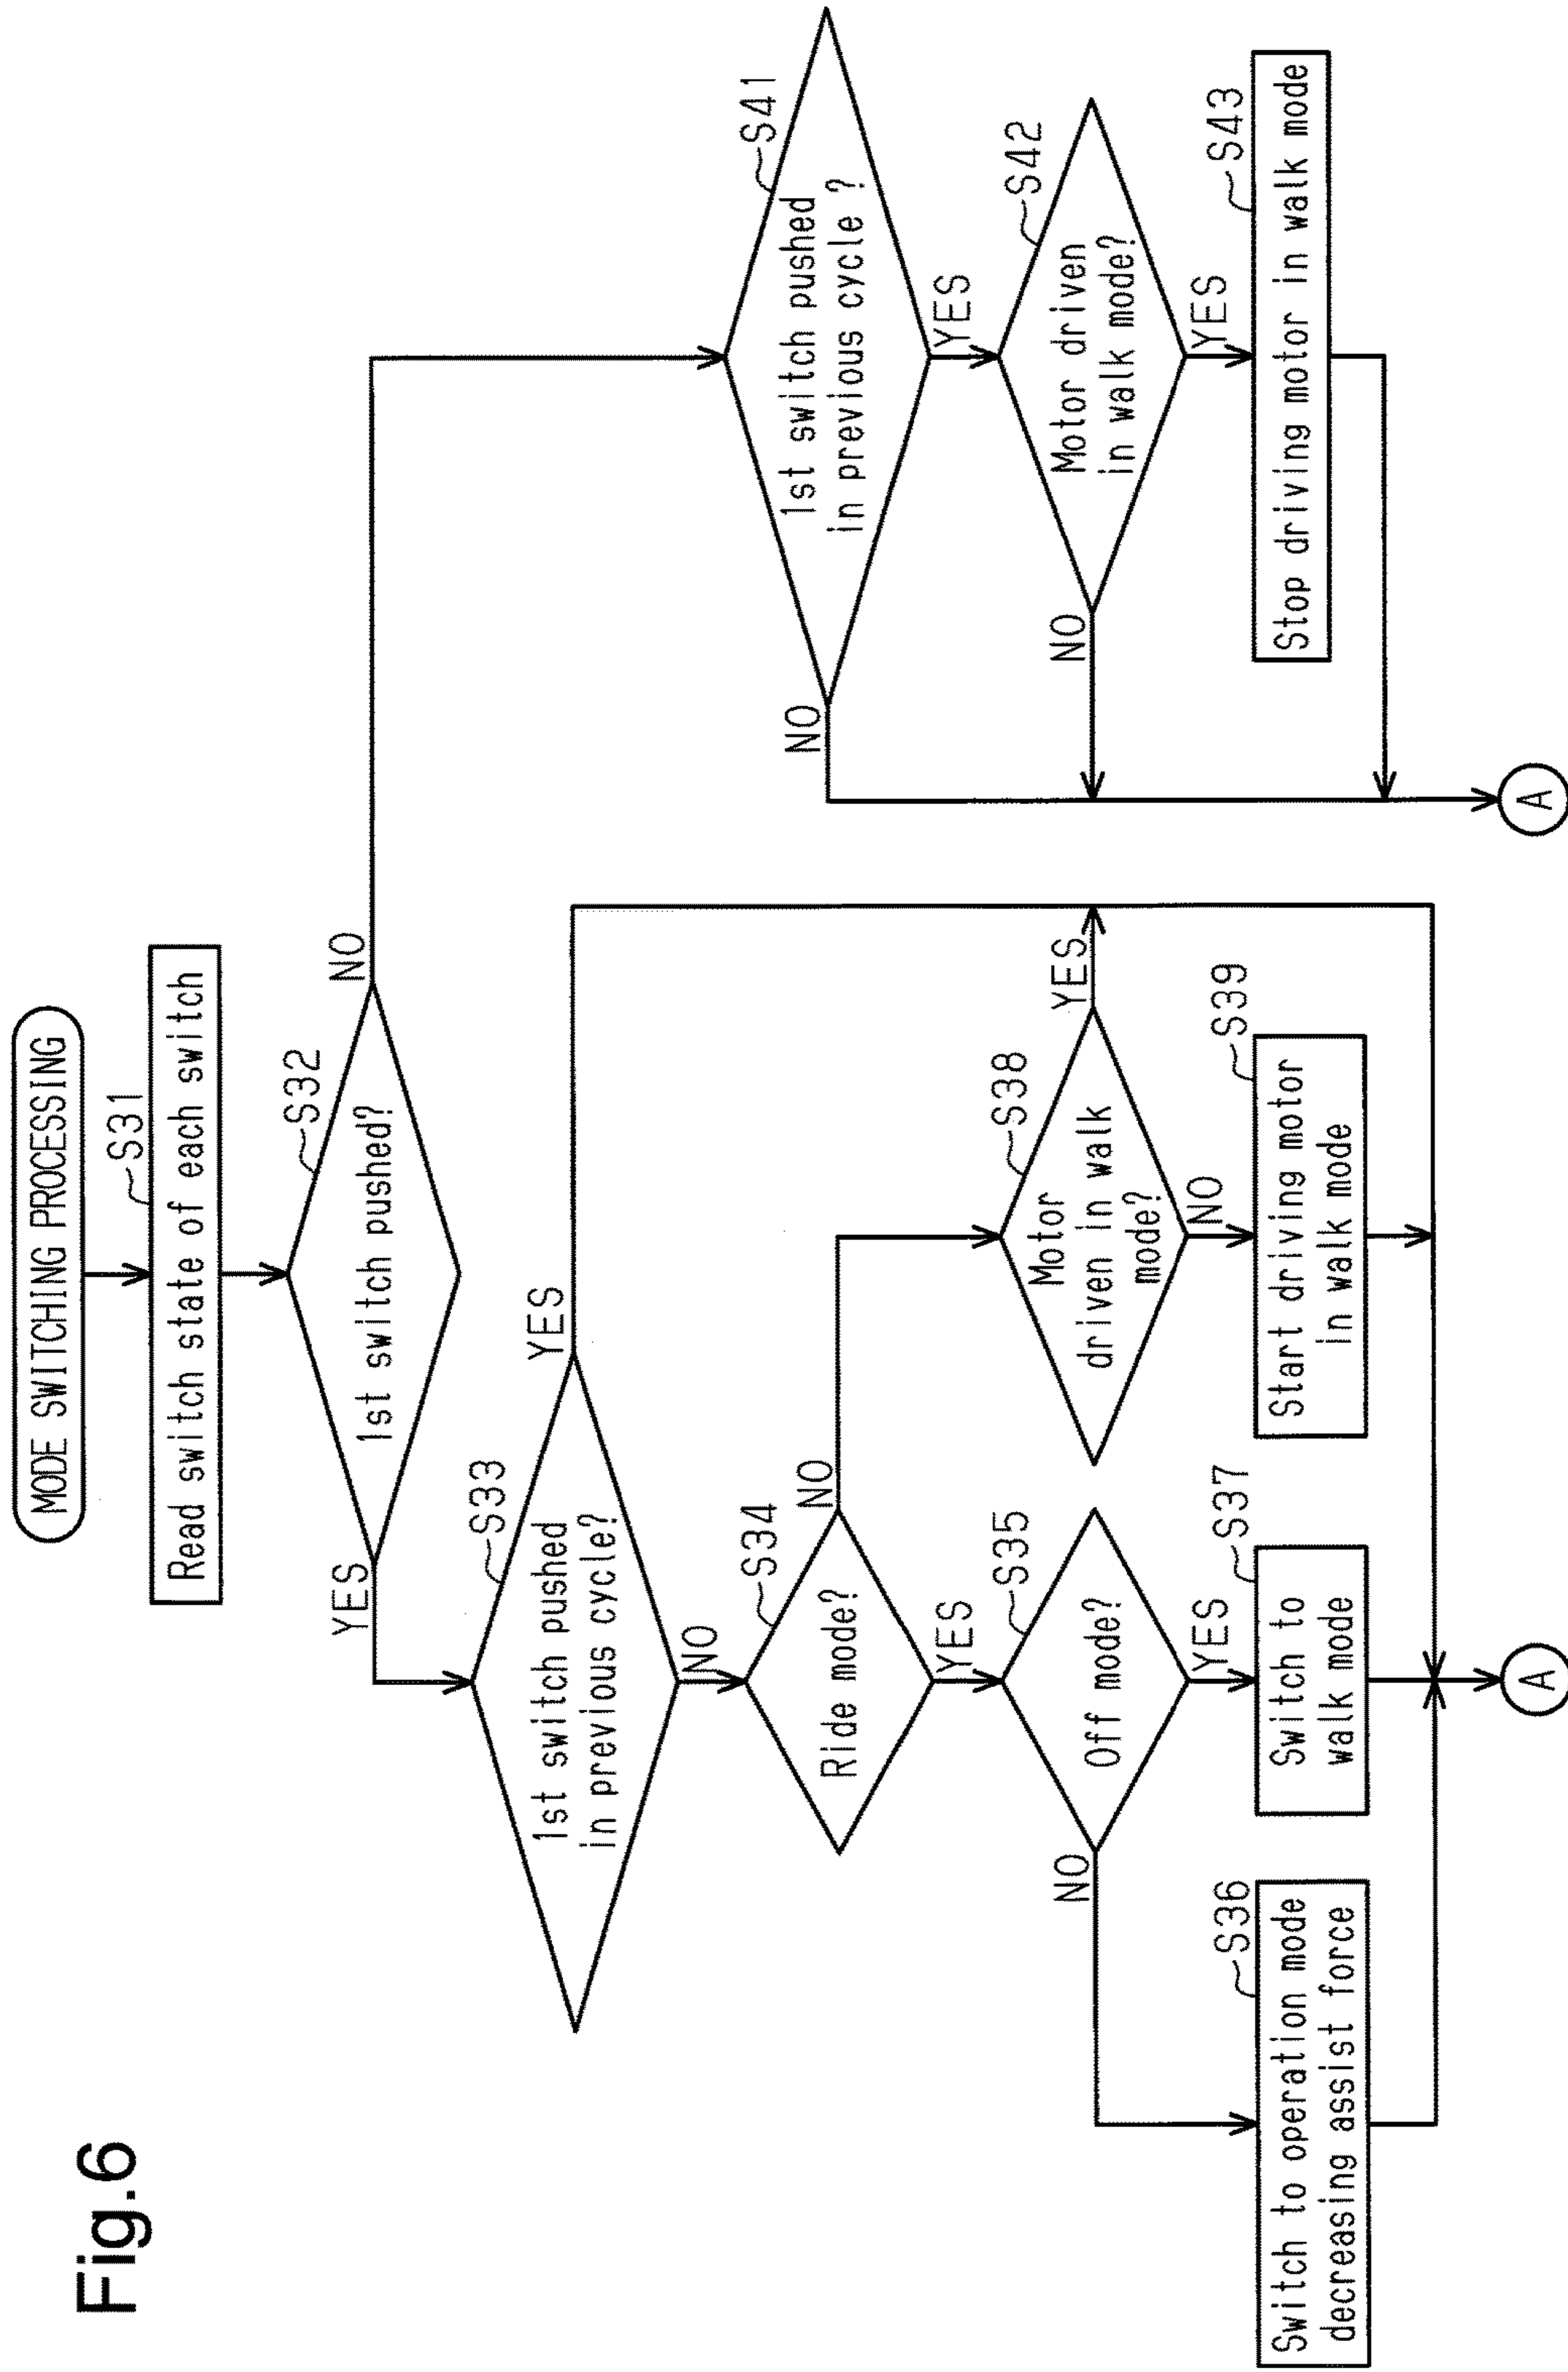 Fig.6
MODE SWITCHING PROCESSING
S31
Read switch state of each switch
S32
1st switch pushed?
YES
NO
S33
1st switch pushed
in previous cycle?
YES
NO
S34
Ride mode?
NO
YES
S35
Off mode?
NO
YES
S36
Switch to operation mode
decreasing assist force
S37
Switch to
walk mode
S38
Motor
driven in walk
mode?
YES
NO
S39
Start driving motor
in walk mode
A
S41
1st switch pushed
in previous cycle ?
NO
YES
S42
Motor driven
in walk mode?
NO
YES
S43
Stop driving motor in walk mode
A